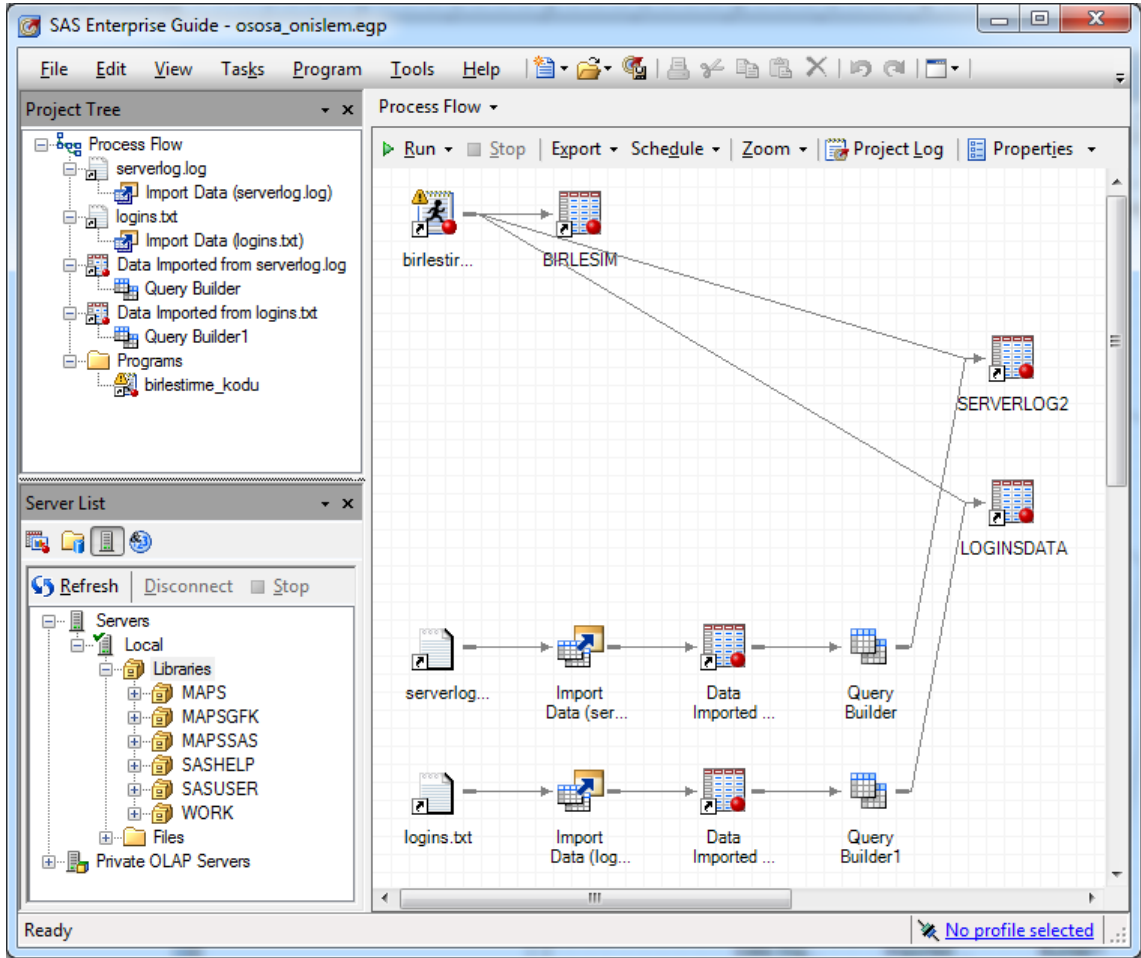 SAS Enterprise Guide - ososa_onislem.egp
File Edit View Tasks Program Tools Help
Project Tree
Process Flow
serverlog.log
Import Data (serverlog.log)
logins.txt
Import Data (logins.txt)
Data Imported from serverlog.log
Query Builder
Data Imported from logins.txt
Query Builder1
Programs
birlestirme_kodu
Server List
Refresh Disconnect Stop
Servers
Local
Libraries
MAPS
MAPSGFK
MAPSSAS
SASHELP
SASUSER
WORK
Files
Private OLAP Servers
Process Flow
Run Stop Export Schedule Zoom Project Log Properties
birlestir... BIRLESIM
SERVERLOG2
LOGINSDATA
serverlog... Import Data Query
Data (ser... Imported ... Builder
logins.txt Import Data Query
Data (log... Imported ... Builder1
Ready No profile selected